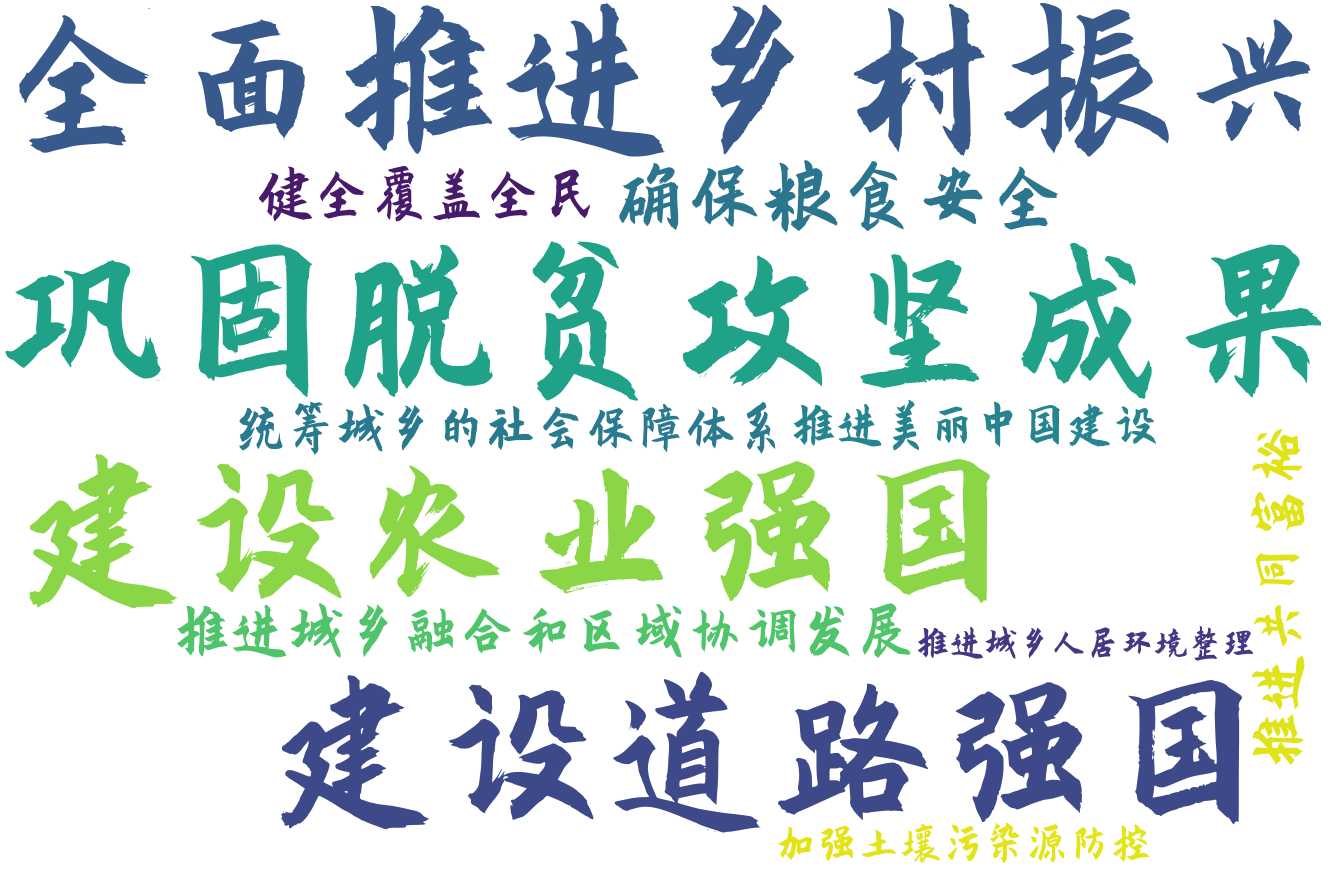 全面推进乡村振兴
健全覆盖全民
确保粮食安全
巩固脱贫攻坚成果
统筹城乡的社会保障体系
推进美丽中国建设
建设农业强国
推进共同富裕
推进城乡融合和区域协调发展
推进城乡人居环境整理
建设道路强国
加强土壤污染源防控